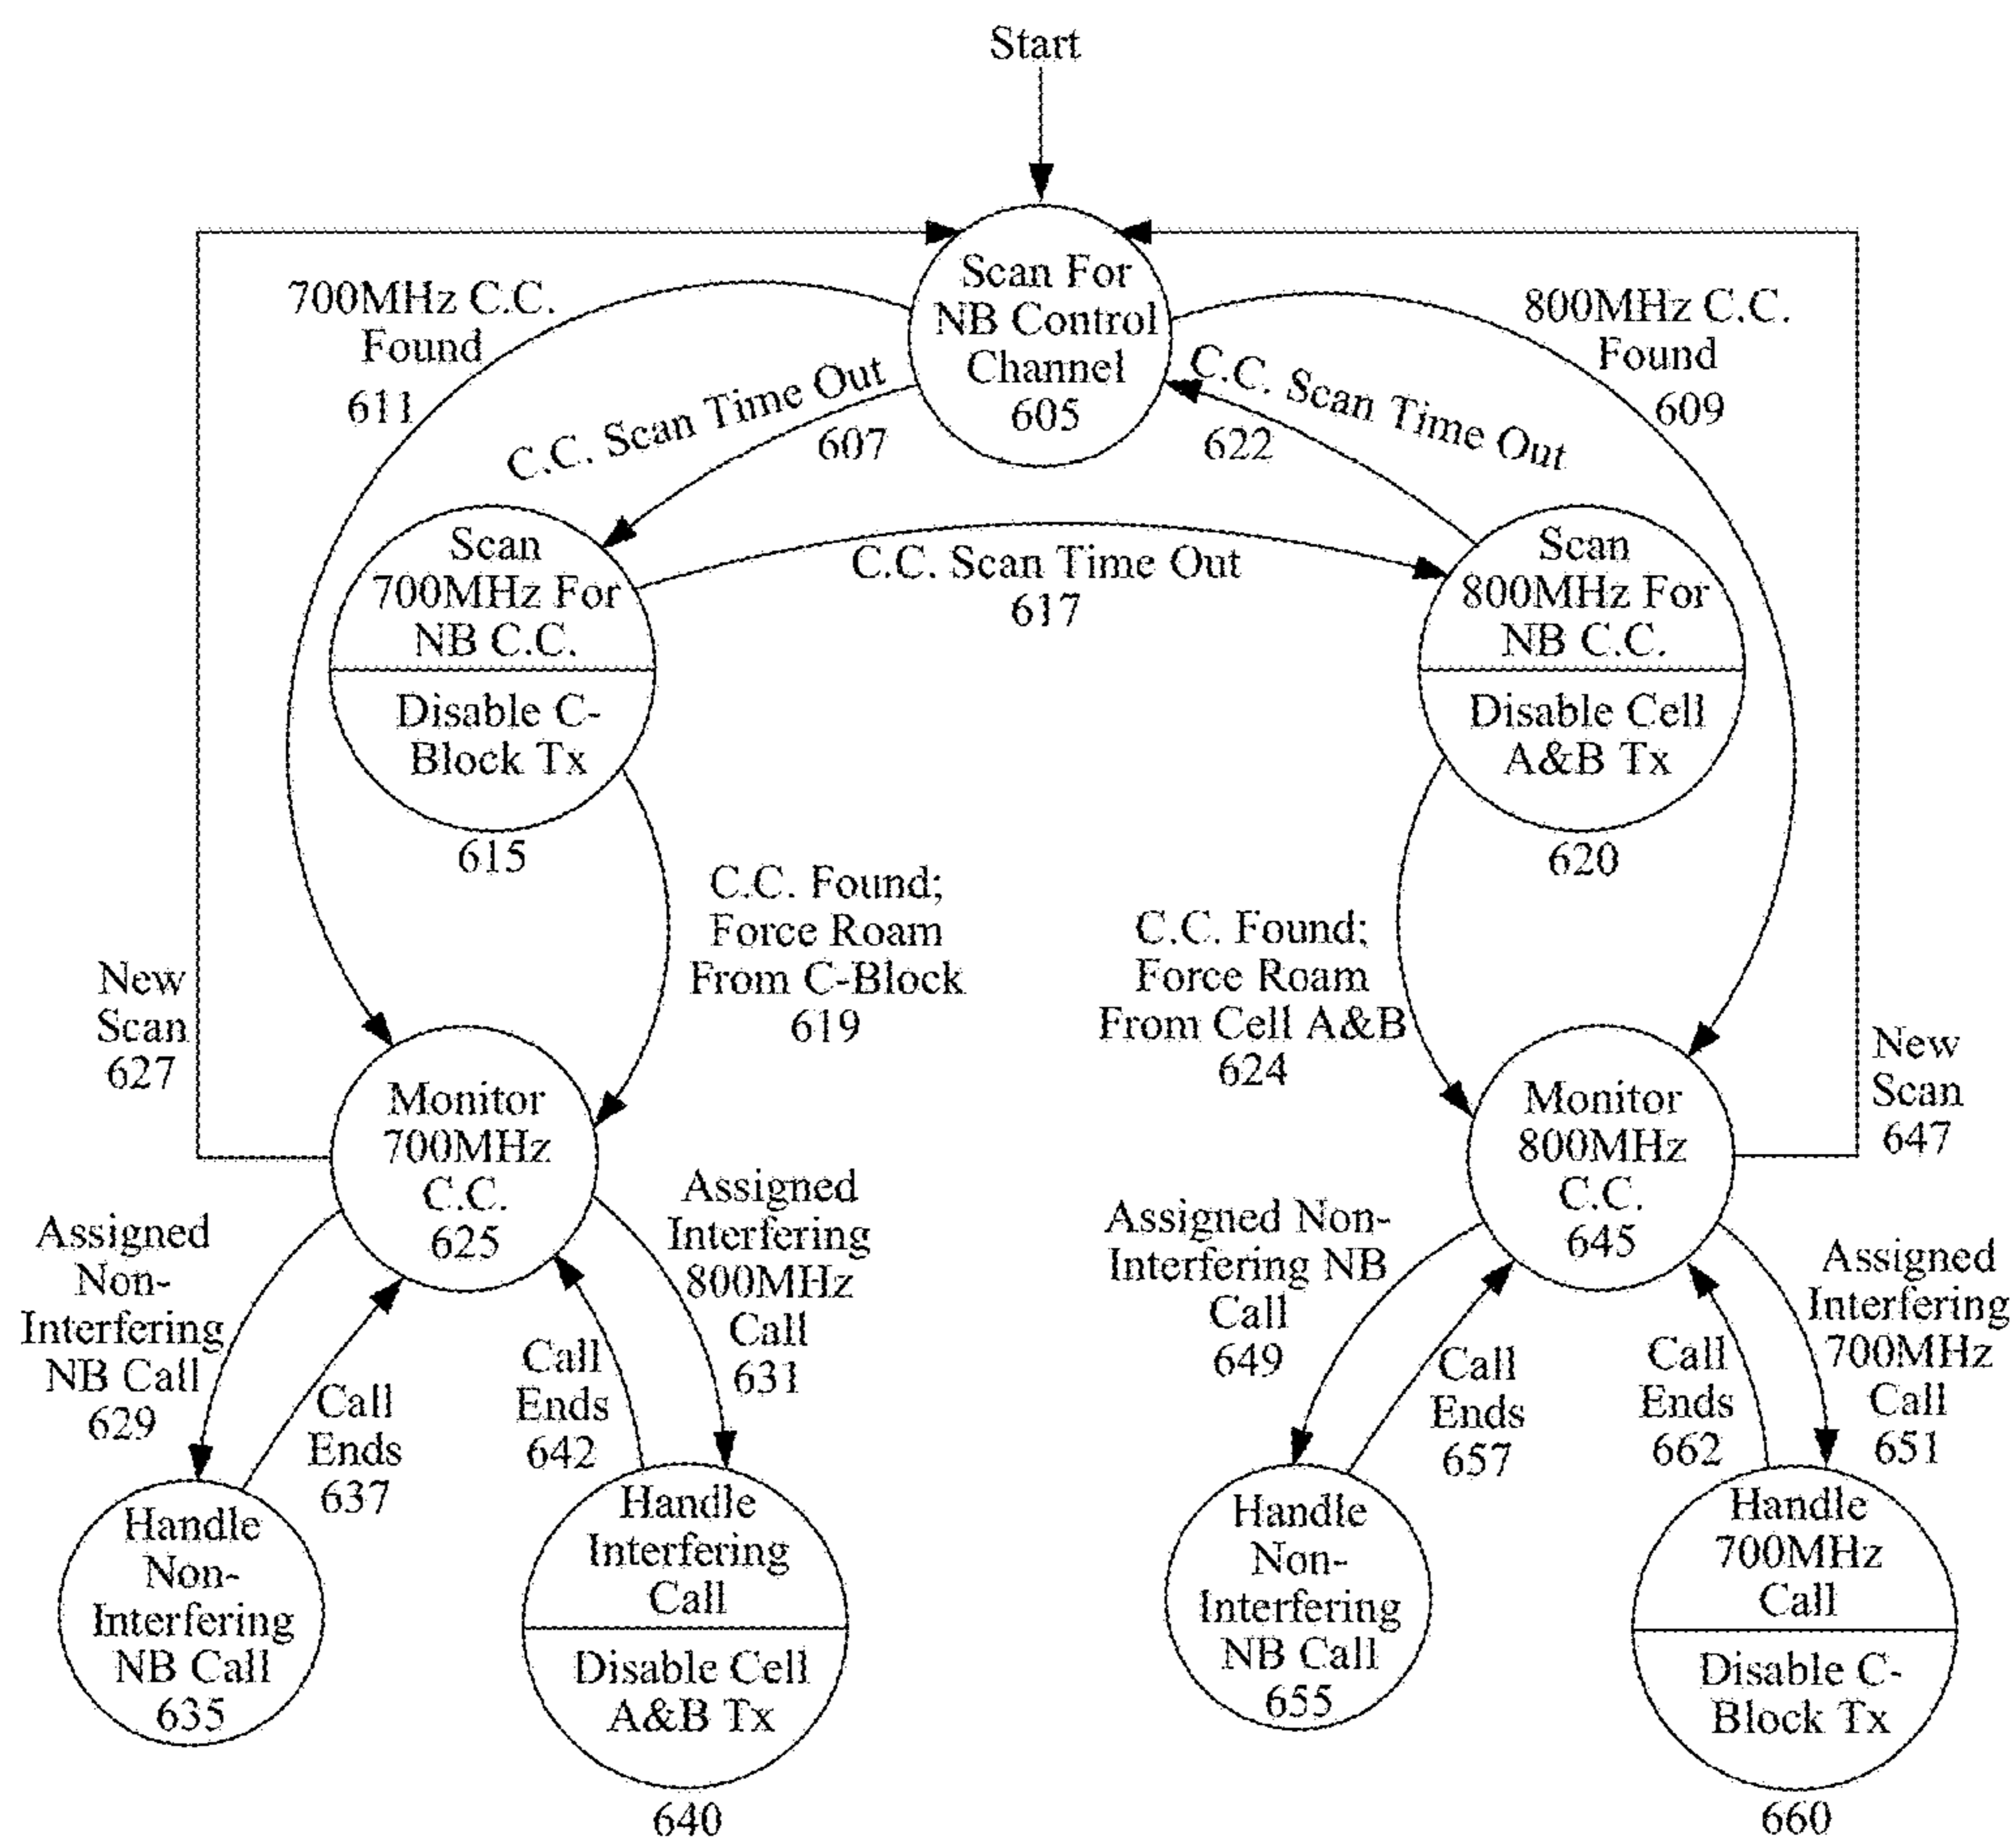 Start
Scan For
NB Control
Channel
605
700MHz C.C.
Found
611
800MHz C.C.
Found
609
C.C. Scan Time Out
607
C.C. Scan Time Out
622
C.C. Scan Time Out
617
Scan
700MHz For
NB C.C.
Disable C-
Block Tx
615
Scan
800MHz For
NB C.C.
Disable Cell
A&B Tx
620
C.C. Found;
Force Roam
From C-Block
619
C.C. Found;
Force Roam
From Cell A&B
624
New
Scan
627
New
Scan
647
Monitor
700MHz
C.C.
625
Monitor
800MHz
C.C.
645
Assigned
Non-
Interfering
NB Call
629
Call
Ends
637
Call
Ends
642
Assigned
Interfering
800MHz
Call
631
Assigned Non-
Interfering NB
Call
649
Call
Ends
657
Call
Ends
662
Assigned
Interfering
700MHz
Call
651
Handle
Non-
Interfering
NB Call
635
Handle
Interfering
Call
Disable Cell
A&B Tx
640
Handle
Non-
Interfering
NB Call
655
Handle
700MHz
Call
Disable C-
Block Tx
660